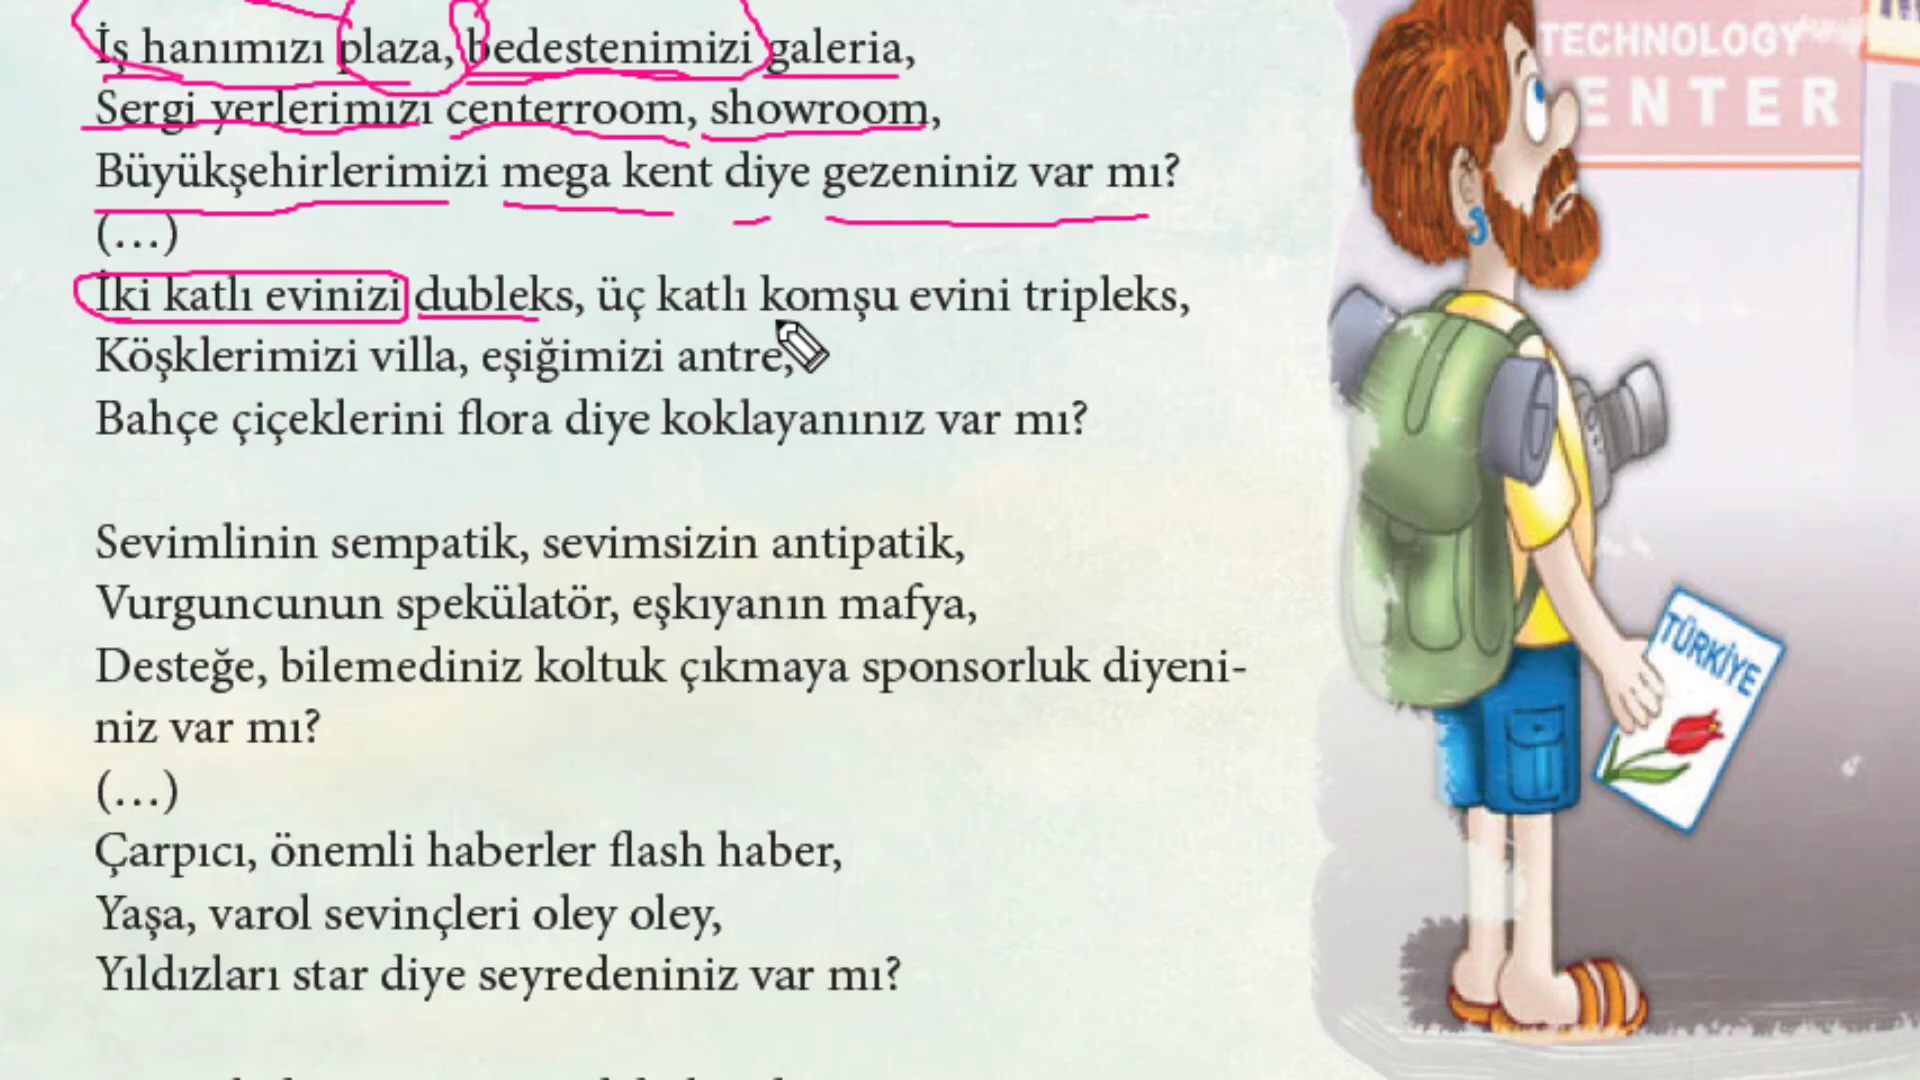 İş hanımızı plaza, bedestenimizi galeria,
Sergi yerlerimizi centerroom, showroom,
Büyükşehirlerimizi mega kent diye gezeniniz var mı?
(…)
İki katlı evinizi dubleks, üç katlı komşu evini tripleks,
Köşklerimizi villa, eşiğimizi antre,
Bahçe çiçeklerini flora diye koklayanınız var mı?
Sevimlinin sempatik, sevimsizin antipatik,
Vurguncunun spekülatör, eşkıyanın mafya,
Desteğe, bilemediniz koltuk çıkmaya sponsorluk diyeni-
niz var mı?
(…)
Çarpıcı, önemli haberler flash haber,
Yaşa, varol sevinçleri oley oley,
Yıldızları star diye seyredeniniz var mı?
TECHNOLOGY
ENTER
TÜRKİYE